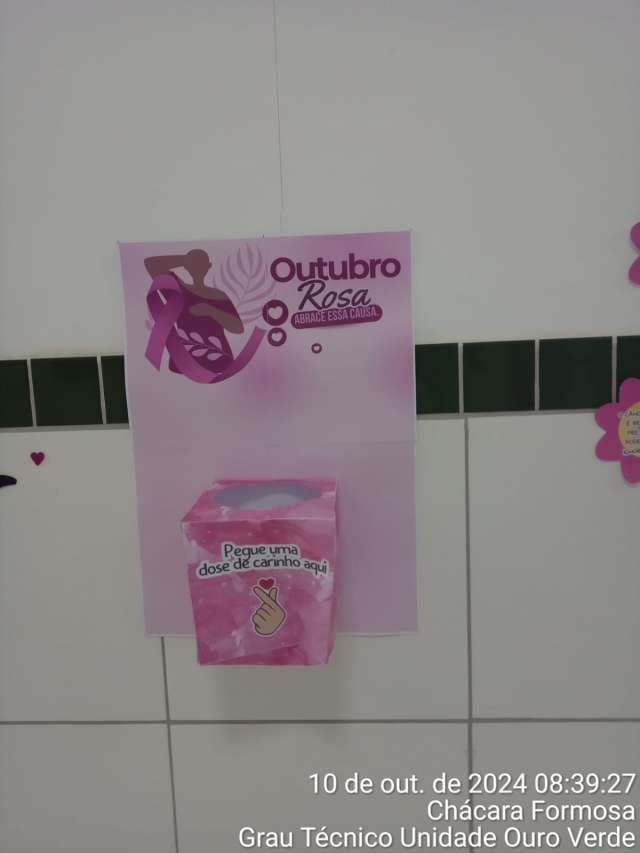 Outubro
Rosa
ABRACE ESSA CAUSA.
Pegue uma
dose de carinho aqui
10 de out. de 2024 08:39:27
Chácara Formosa
Grau Técnico Unidade Ouro Verde